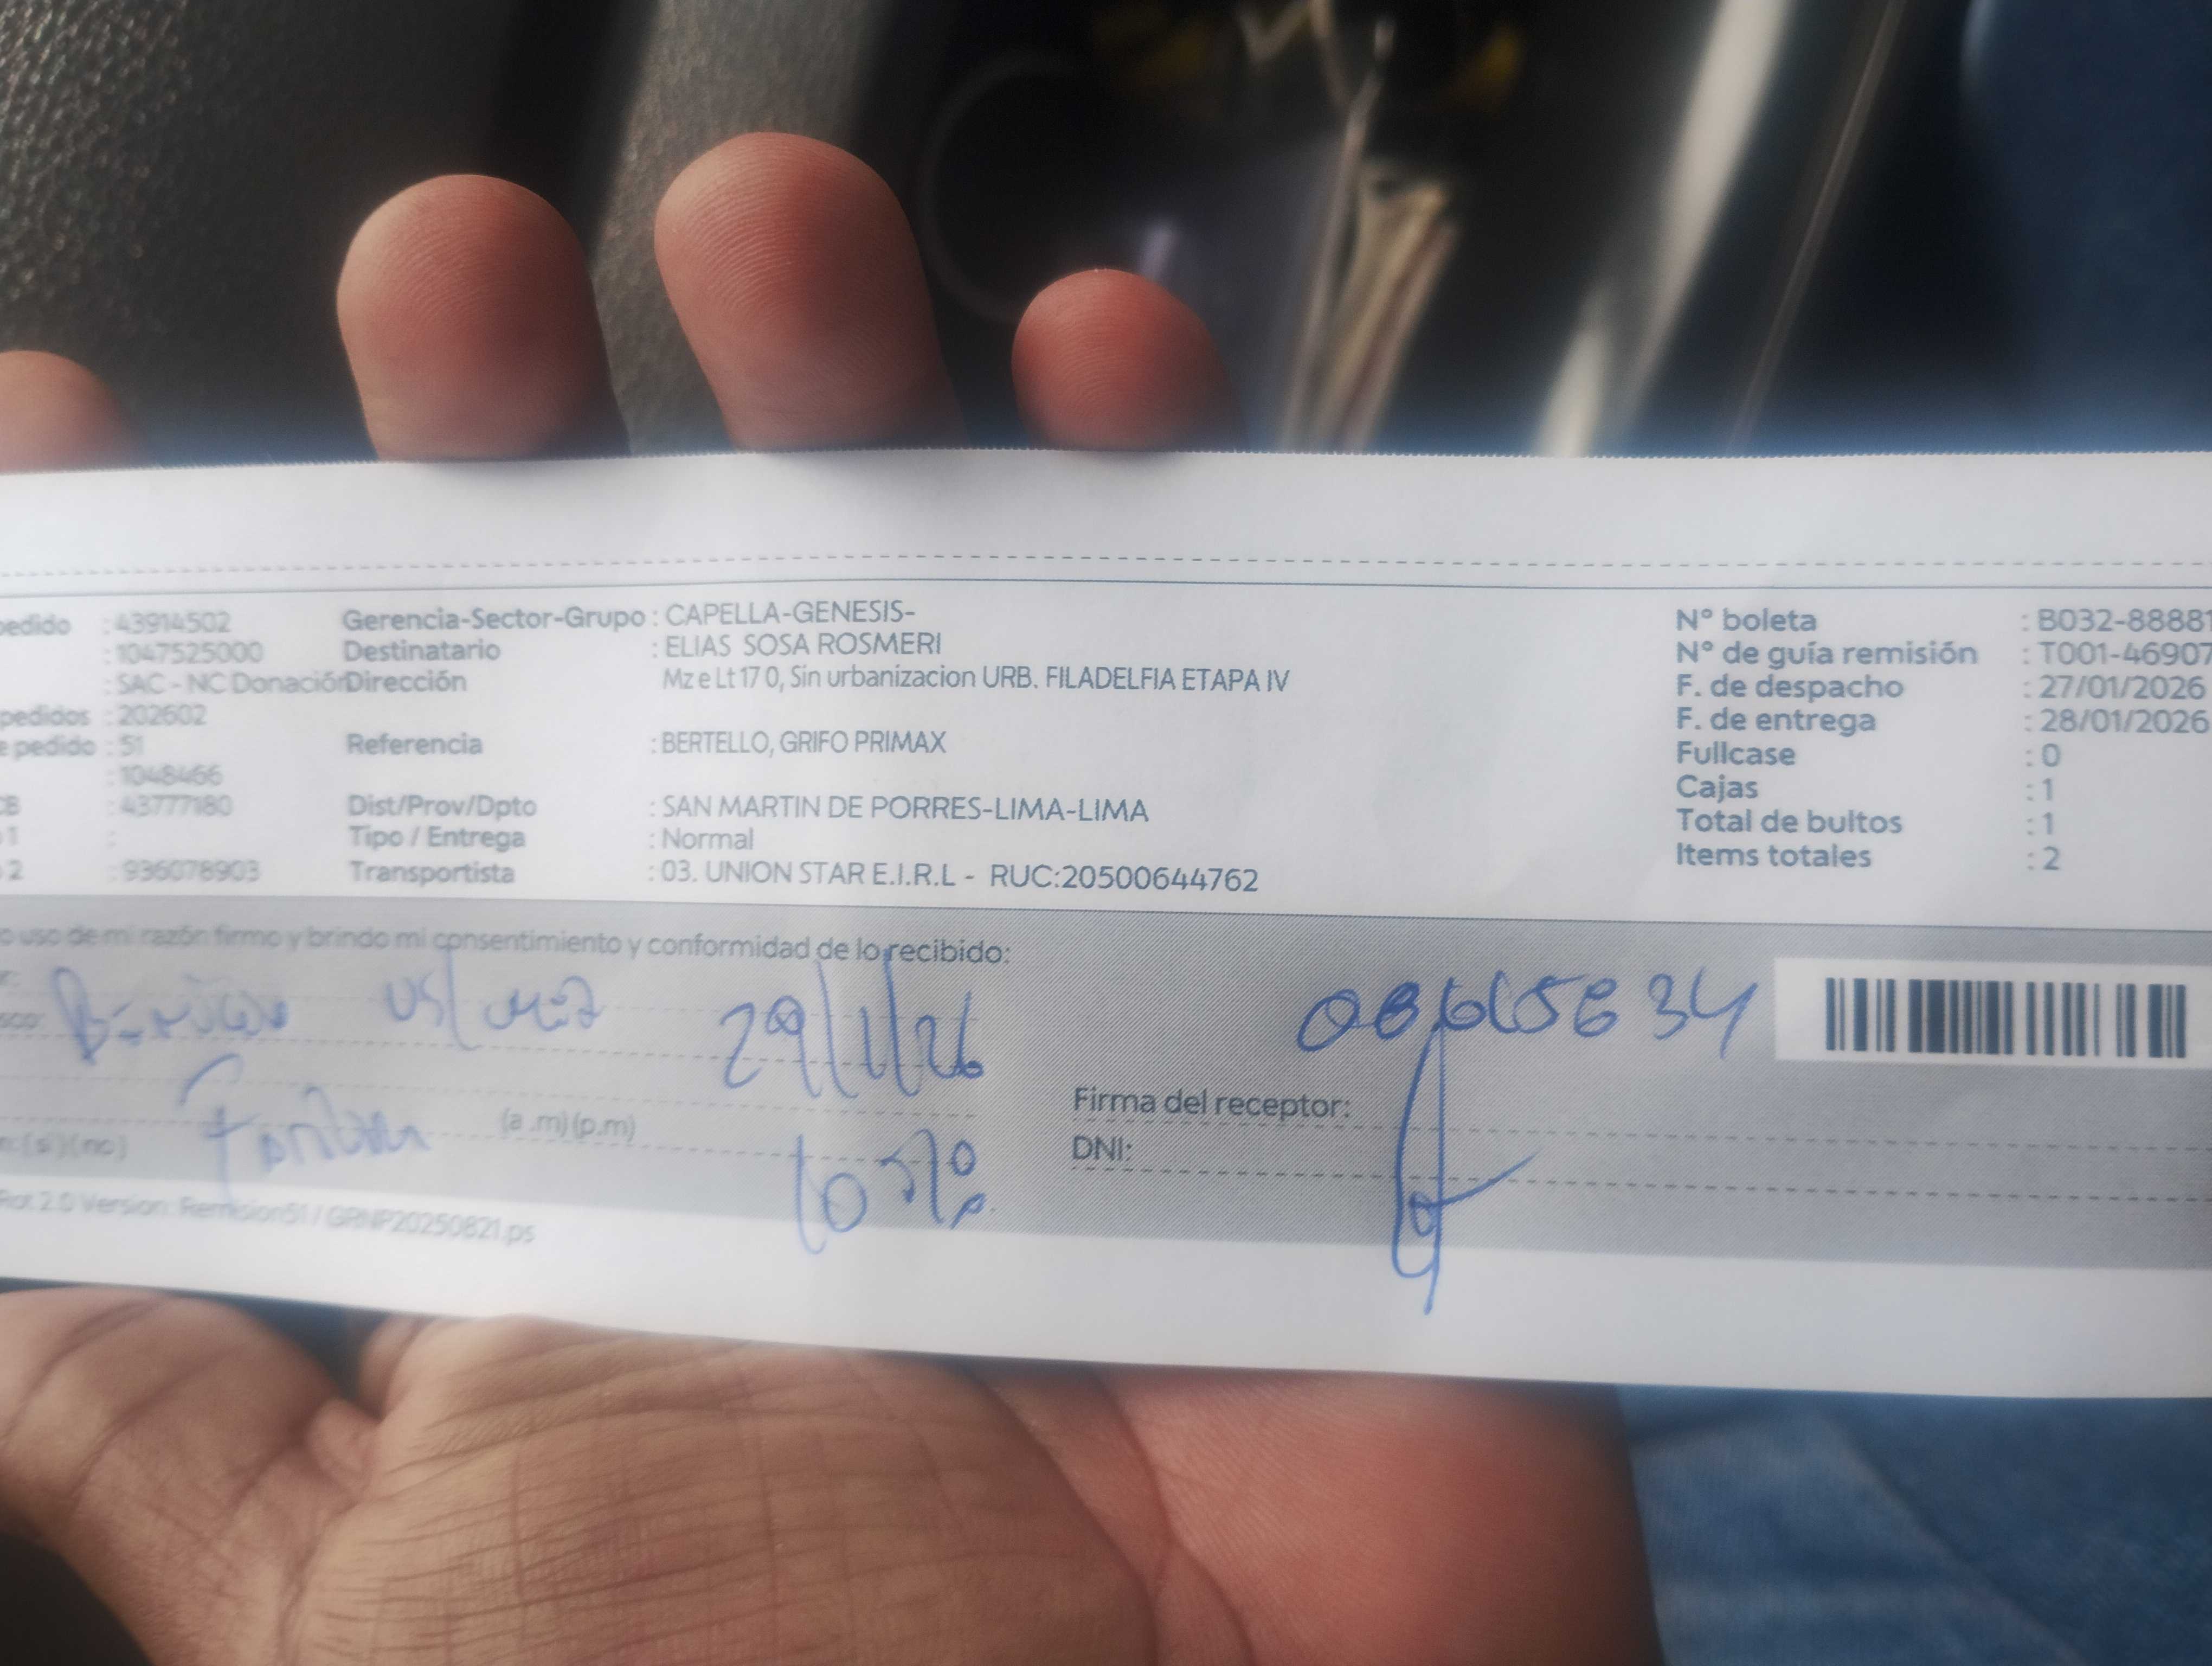 pedido : 43914502
: 1047525000
: SAC - NC Donación
pedidos : 202602
e pedido : 51
: 1048466
CB : 43777180
1 :
2 : 936078903
Gerencia-Sector-Grupo : CAPELLA-GENESIS-
Destinatario : ELIAS SOSA ROSMERI
Dirección Mz e Lt 17 0, Sin urbanizacion URB. FILADELFIA ETAPA IV
Referencia : BERTELLO, GRIFO PRIMAX
Dist/Prov/Dpto : SAN MARTIN DE PORRES-LIMA-LIMA
Tipo / Entrega : Normal
Transportista : 03. UNION STAR E.I.R.L - RUC:20500644762
N° boleta : B032-88881
N° de guía remisión : T001-46907
F. de despacho : 27/01/2026
F. de entrega : 28/01/2026
Fullcase : 0
Cajas : 1
Total de bultos : 1
Items totales : 2
o uso de mi razón firmo y brindo mi consentimiento y conformidad de lo recibido:
29/1/26
(a .m)(p.m)
n: (si)(no)
Firma del receptor:
DNI:
2.0 Version: Remision51 / GRNP20250821.ps